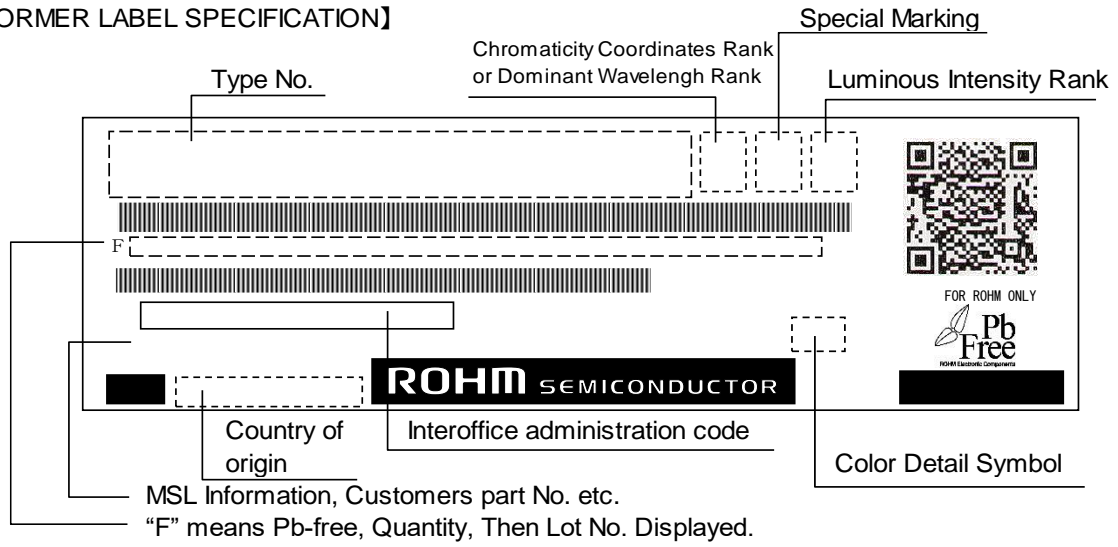 ORMER LABEL SPECIFICATION】
Special Marking
Chromaticity Coordinates Rank
or Dominant Wavelengh Rank
Type No.
Luminous Intensity Rank
F
FOR ROHM ONLY
Pb
Free
ROHM Electronic Components
ROHM SEMICONDUCTOR
Country of
origin
Interoffice administration code
Color Detail Symbol
MSL Information, Customers part No. etc.
“F” means Pb-free, Quantity, Then Lot No. Displayed.